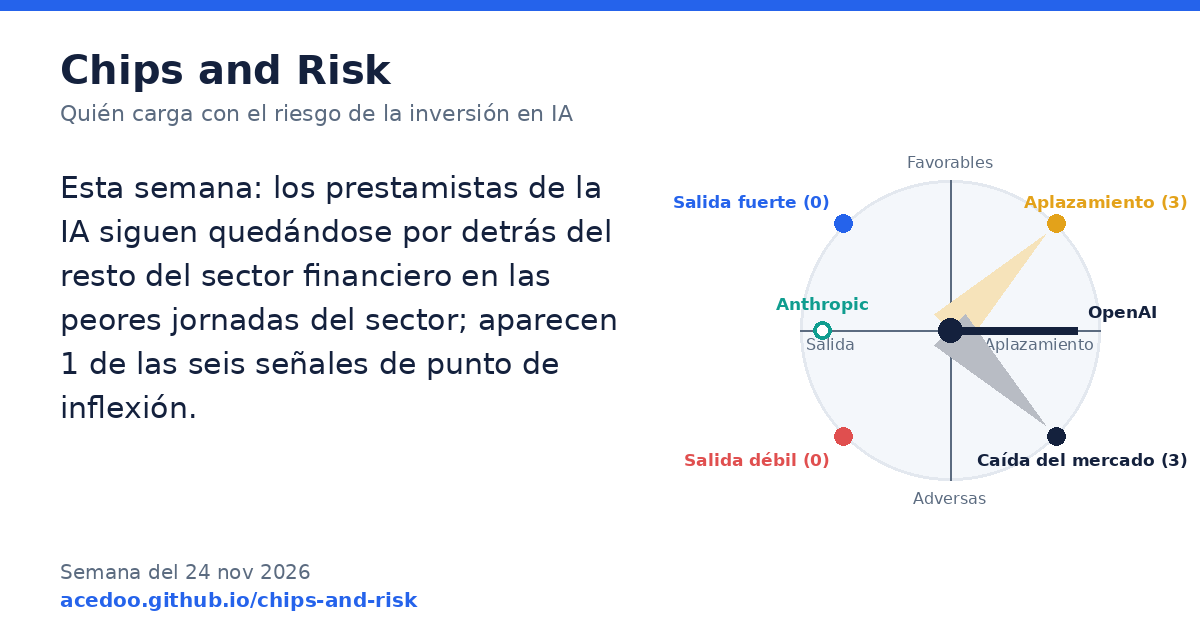 Chips and Risk
Quién carga con el riesgo de la inversión en IA
Esta semana: los prestamistas de la
IA siguen quedándose por detrás del
resto del sector financiero en las
peores jornadas del sector; aparecen
1 de las seis señales de punto de
inflexión.
Favorables
Salida fuerte (0)
Aplazamiento (3)
Anthropic
OpenAI
Salida
Aplazamiento
Salida débil (0)
Caída del mercado (3)
Adversas
Semana del 24 nov 2026
acedoo.github.io/chips-and-risk